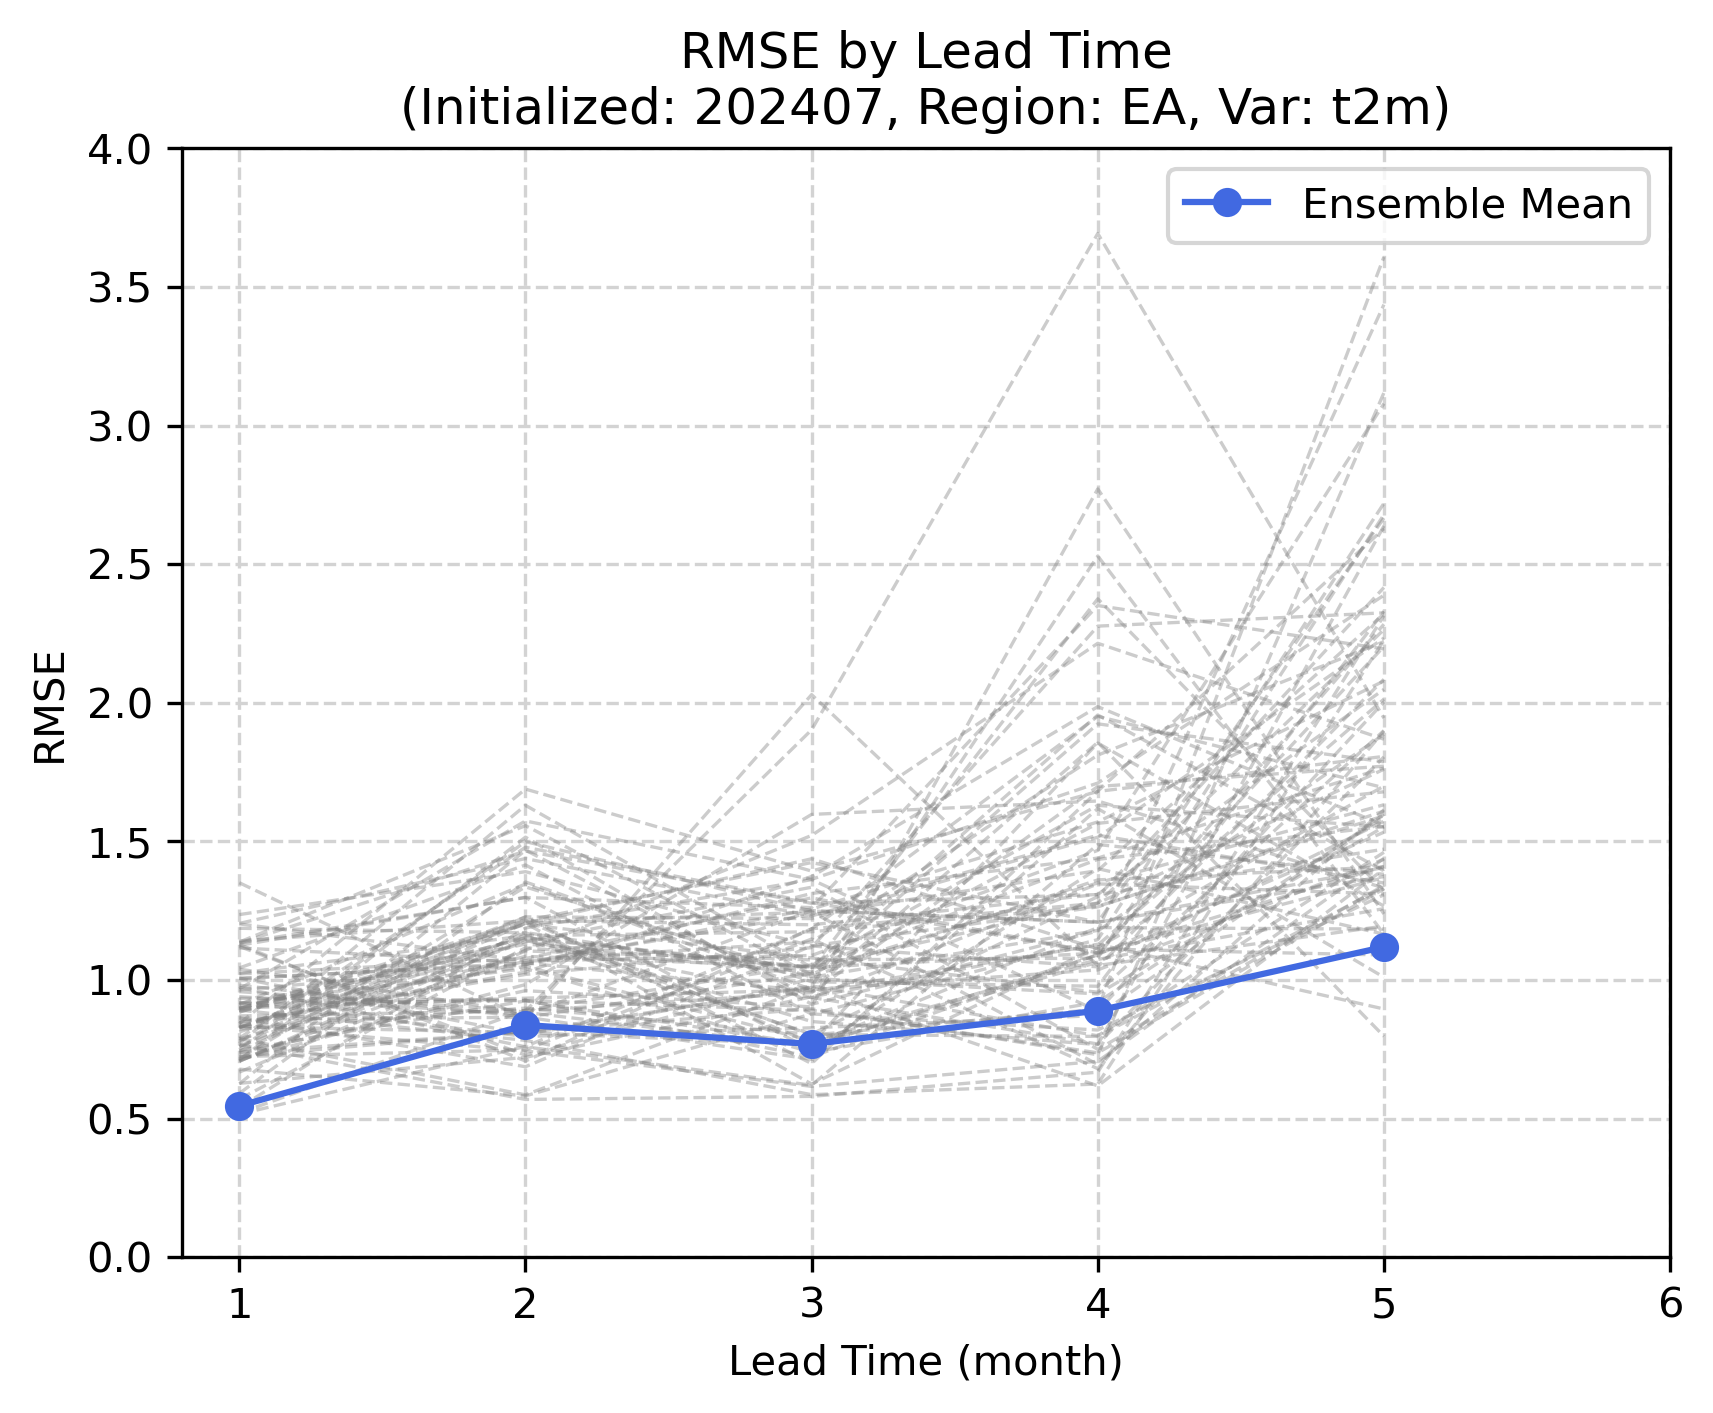 RMSE by Lead Time
(Initialized: 202407, Region: EA, Var: t2m)
Ensemble Mean
4.0
3.5
3.0
2.5
2.0
1.5
1.0
0.5
0.0
RMSE
1 2 3 4 5 6
Lead Time (month)